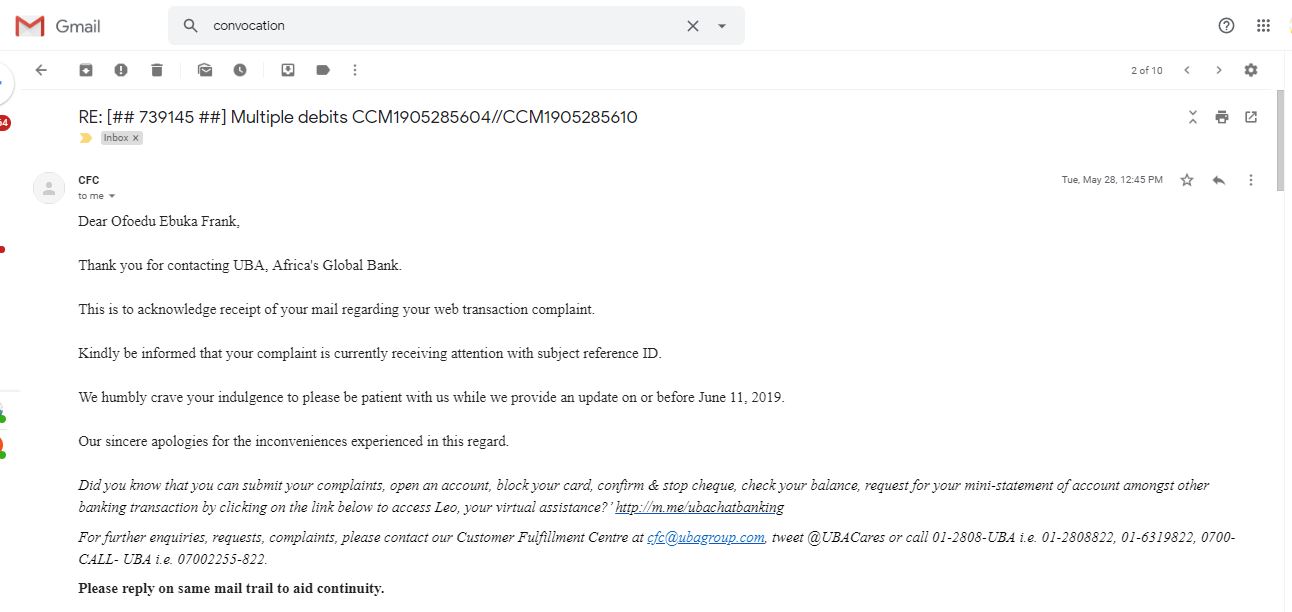 Gmail
convocation
2 of 10
64
RE: [## 739145 ##] Multiple debits CCM1905285604//CCM1905285610
Inbox
CFC
Tue, May 28, 12:45 PM
to me
Dear Ofoedu Ebuka Frank,
Thank you for contacting UBA, Africa's Global Bank.
This is to acknowledge receipt of your mail regarding your web transaction complaint.
Kindly be informed that your complaint is currently receiving attention with subject reference ID.
We humbly crave your indulgence to please be patient with us while we provide an update on or before June 11, 2019.
Our sincere apologies for the inconveniences experienced in this regard.
Did you know that you can submit your complaints, open an account, block your card, confirm & stop cheque, check your balance, request for your mini-statement of account amongst other
banking transaction by clicking on the link below to access Leo, your virtual assistance?' http://m.me/ubachatbanking
For further enquiries, requests, complaints, please contact our Customer Fulfillment Centre at cfc@ubagroup.com, tweet @UBACares or call 01-2808-UBA i.e. 01-2808822, 01-6319822, 0700-
CALL- UBA i.e. 07002255-822.
Please reply on same mail trail to aid continuity.